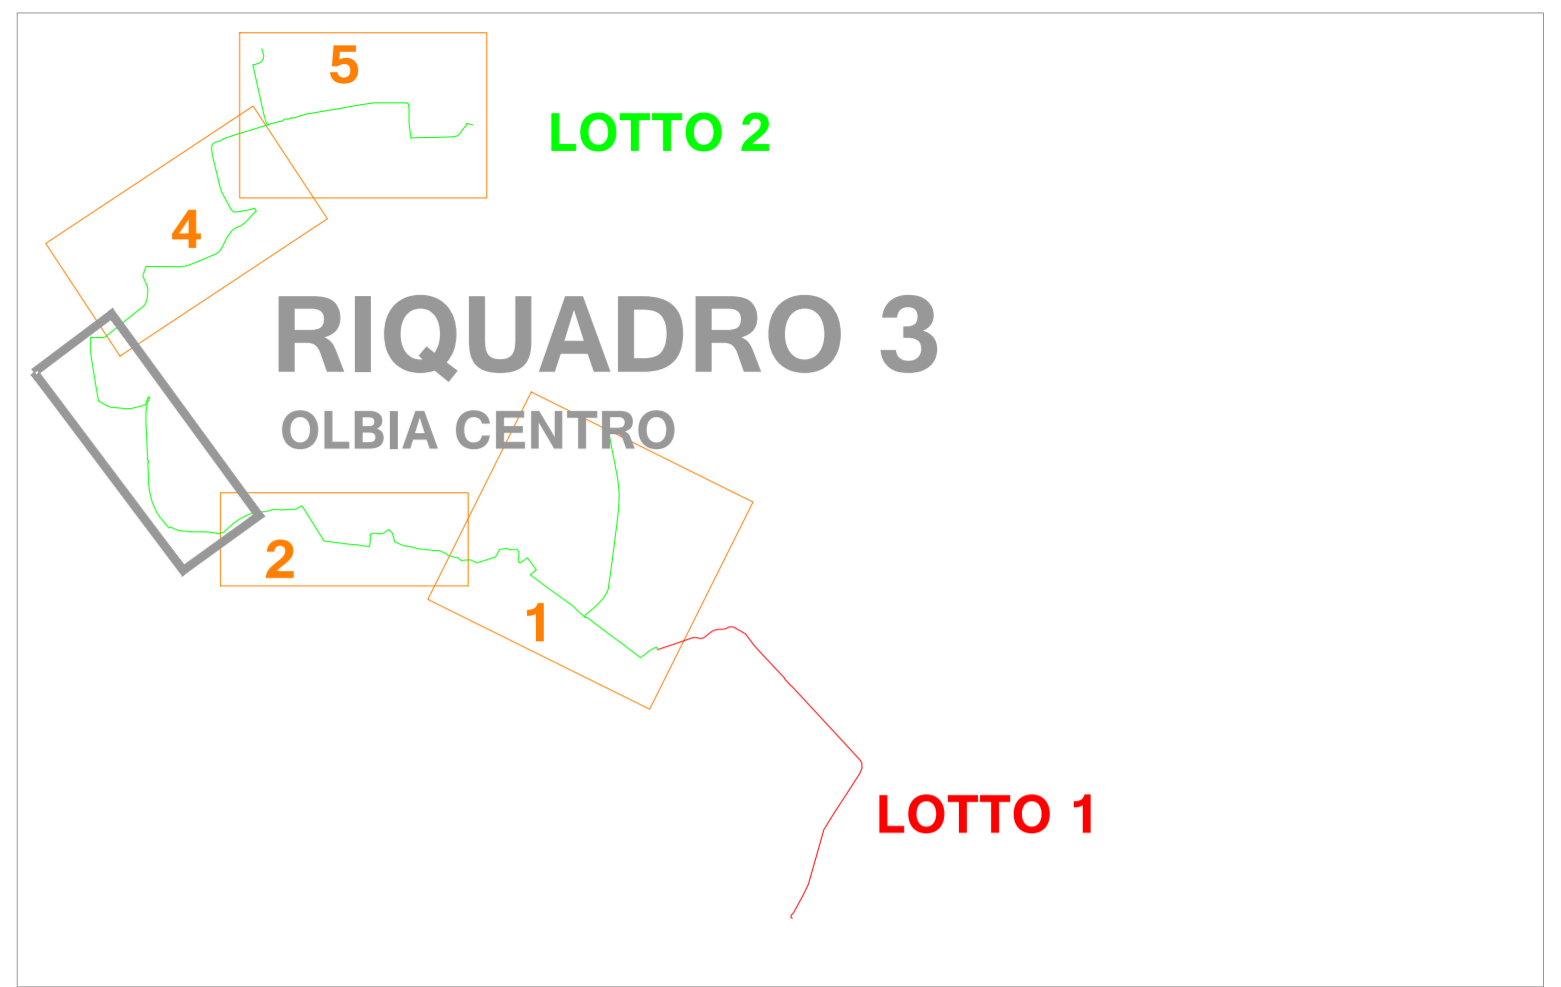 5
LOTTO 2
4
RIQUADRO 3
OLBIA CENTRO
2
1
LOTTO 1